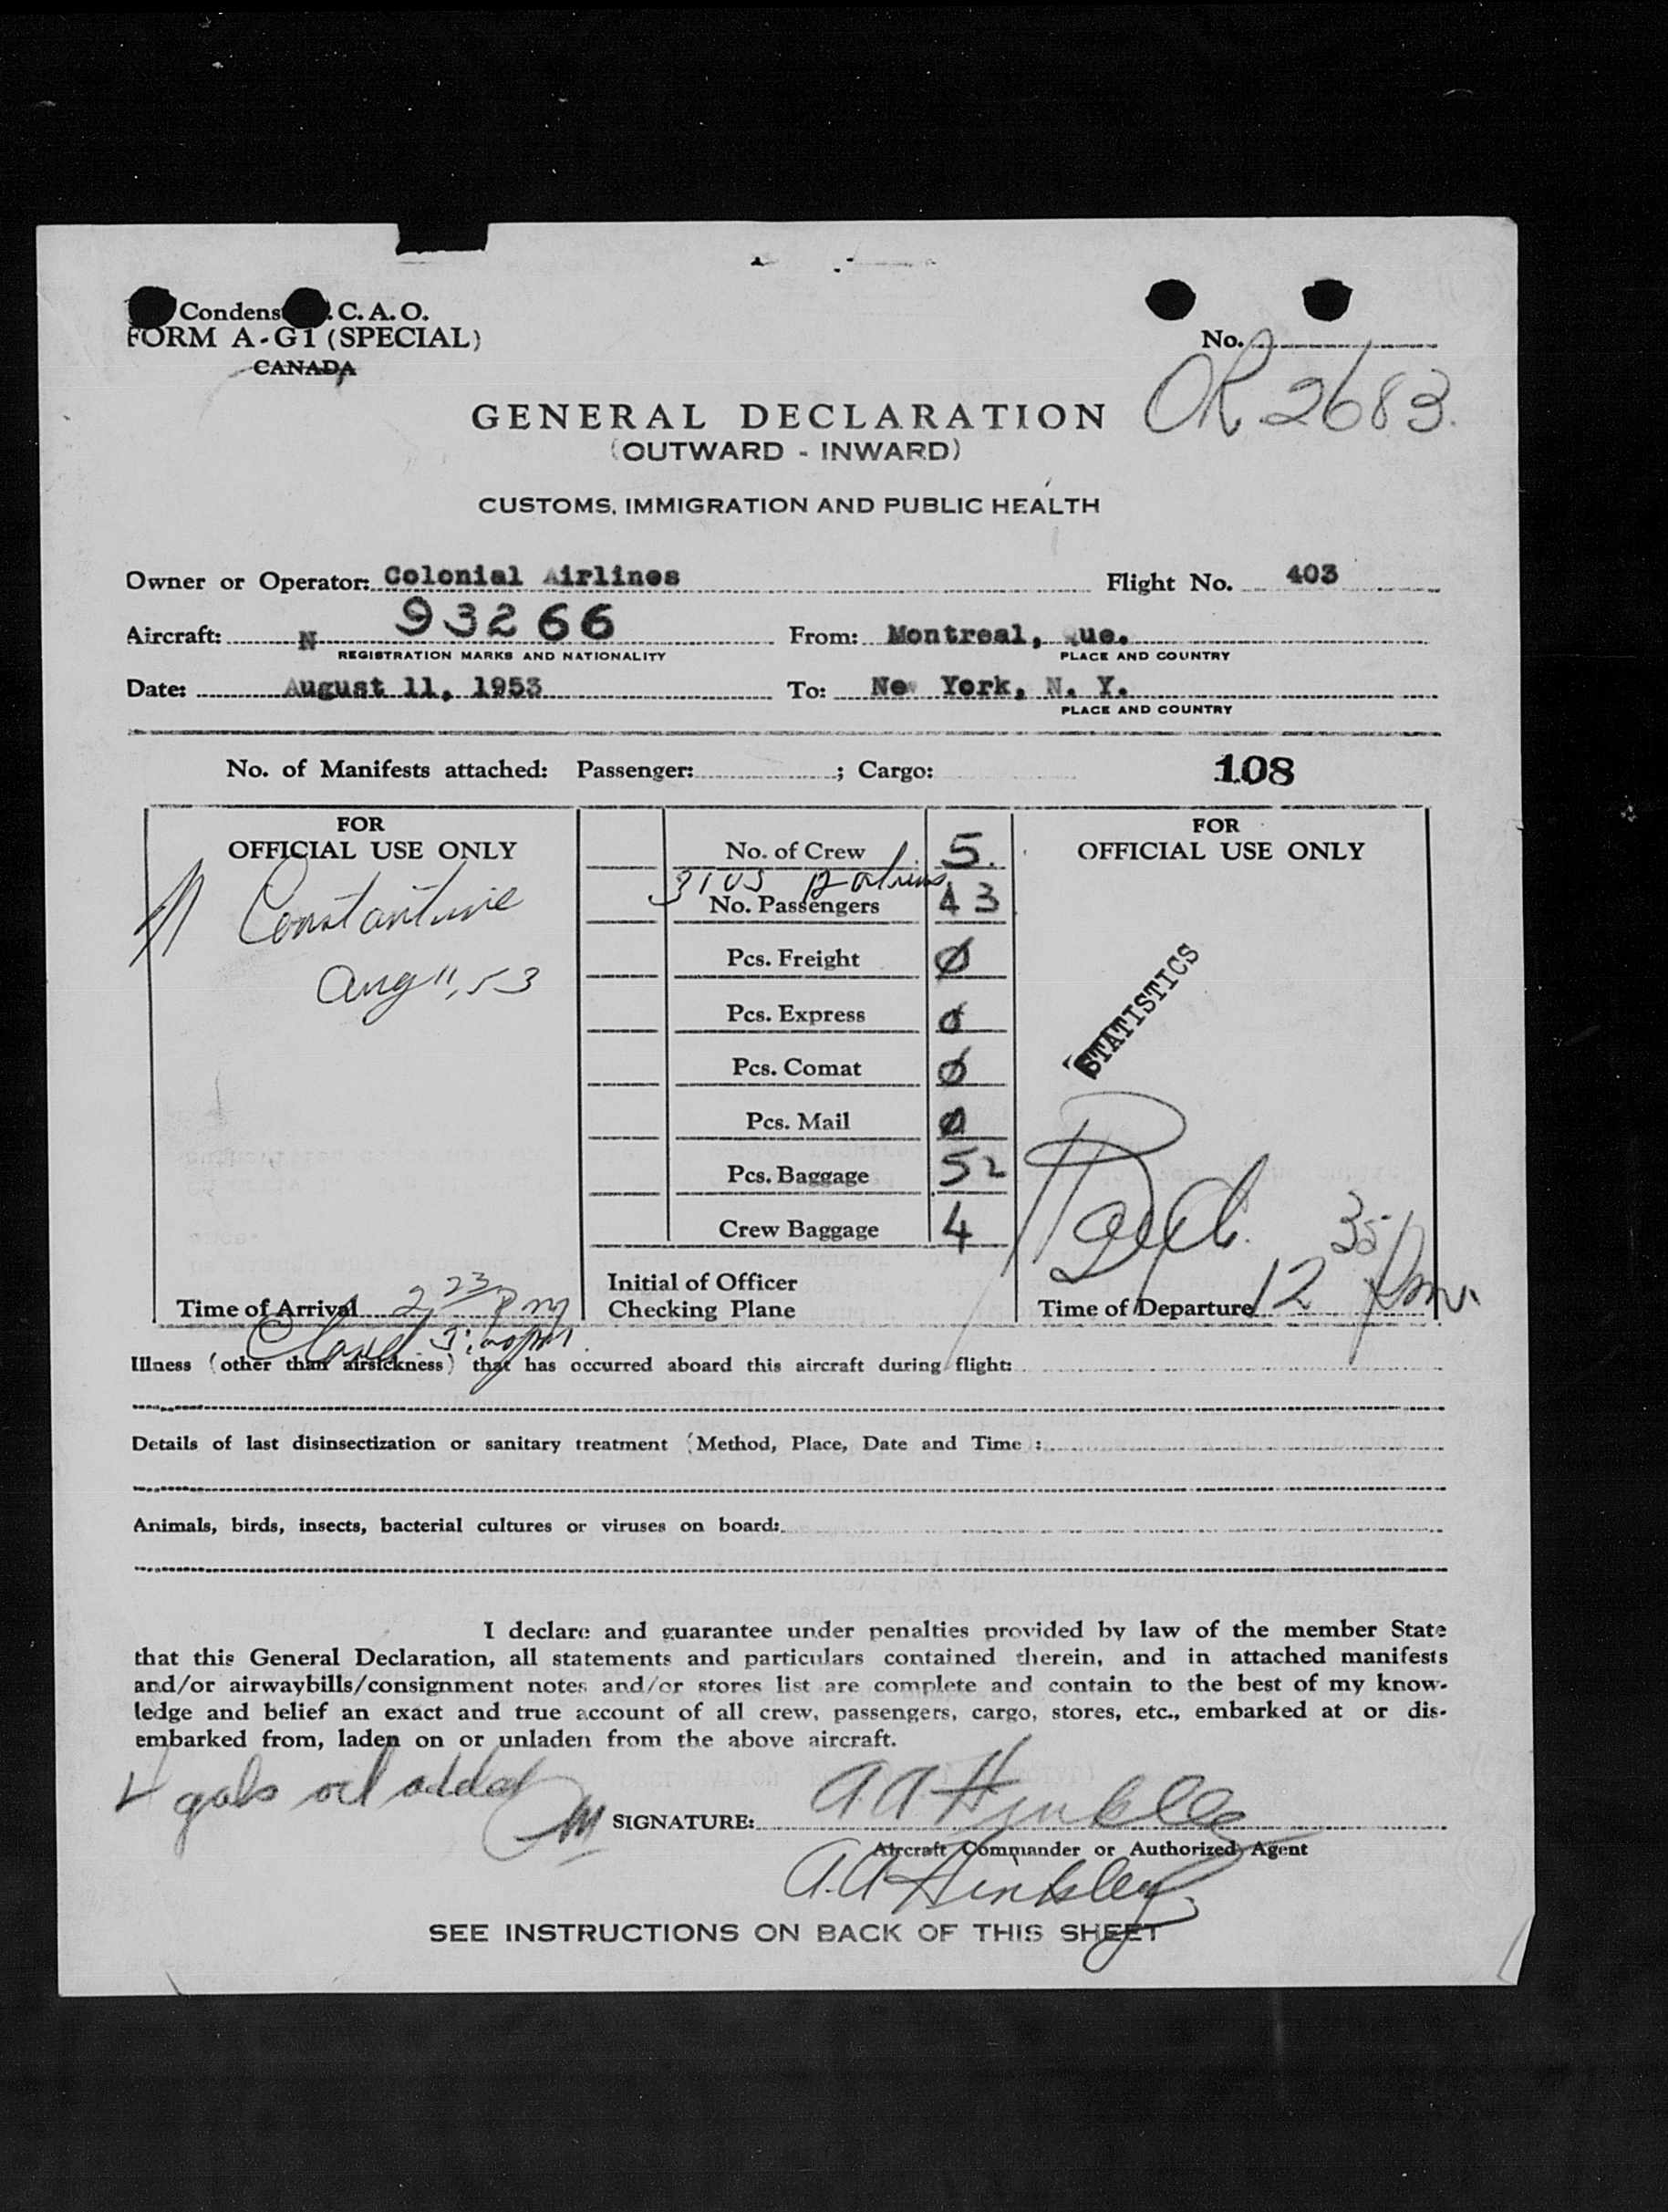 Condens C. A. O.
FORM A-G1 (SPECIAL)
CANADA
No.
OR 2683.
GENERAL DECLARATION
(OUTWARD - INWARD)
CUSTOMS, IMMIGRATION AND PUBLIC HEALTH
Owner or Operator: Colonial Airlines Flight No. 403
Aircraft: N 93266 From: Montreal, Que.
REGISTRATION MARKS AND NATIONALITY PLACE AND COUNTRY
Date: August 11, 1953 To: New York, N. Y.
PLACE AND COUNTRY
No. of Manifests attached: Passenger: ; Cargo: 108
FOR
OFFICIAL USE ONLY
Constantine
Aug 11, 53
Time of Arrival 2 23 Pm
No. of Crew 5.
31 US 12 aliens
No. Passengers 43
Pcs. Freight Ø
Pcs. Express Ø
Pcs. Comat Ø
Pcs. Mail Ø
Pcs. Baggage 52
Crew Baggage 4
Initial of Officer
Checking Plane
FOR
OFFICIAL USE ONLY
STATISTICS
Time of Departure 12 35 pm.
Illness (other than airsickness) that has occurred aboard this aircraft during flight:
Details of last disinsectization or sanitary treatment (Method, Place, Date and Time):
Animals, birds, insects, bacterial cultures or viruses on board:
I declare and guarantee under penalties provided by law of the member State
that this General Declaration, all statements and particulars contained therein, and in attached manifests
and/or airwaybills/consignment notes and/or stores list are complete and contain to the best of my know-
ledge and belief an exact and true account of all crew, passengers, cargo, stores, etc., embarked at or dis-
embarked from, laden on or unladen from the above aircraft.
4 gals oil added
SIGNATURE: A A Hinkley
Aircraft Commander or Authorized Agent
A.A Hinkley
SEE INSTRUCTIONS ON BACK OF THIS SHEET